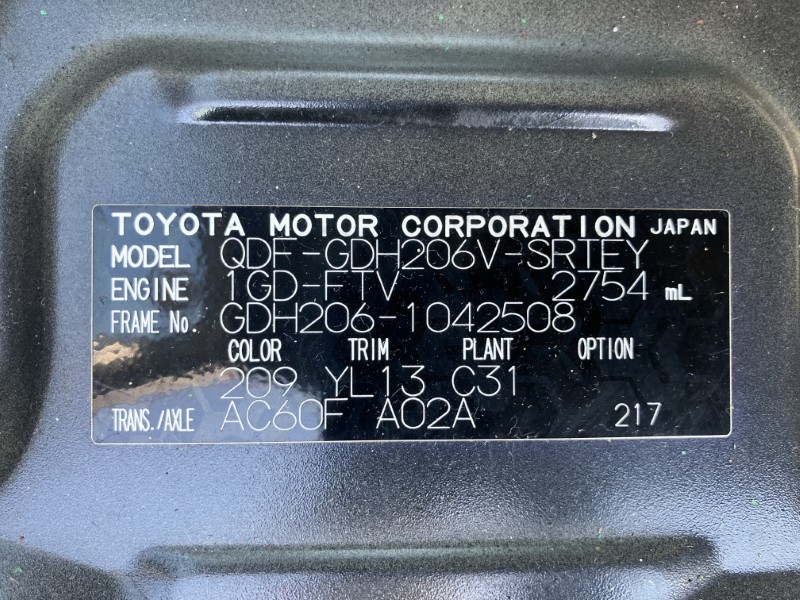 TOYOTA MOTOR CORPORATION JAPAN
MODEL QDF-GDH206V-SRTEY
ENGINE 1GD-FTV 2754 mL
FRAME No. GDH206-1042508
COLOR TRIM PLANT OPTION
209 YL13 C31
TRANS./AXLE AC60F A02A 217